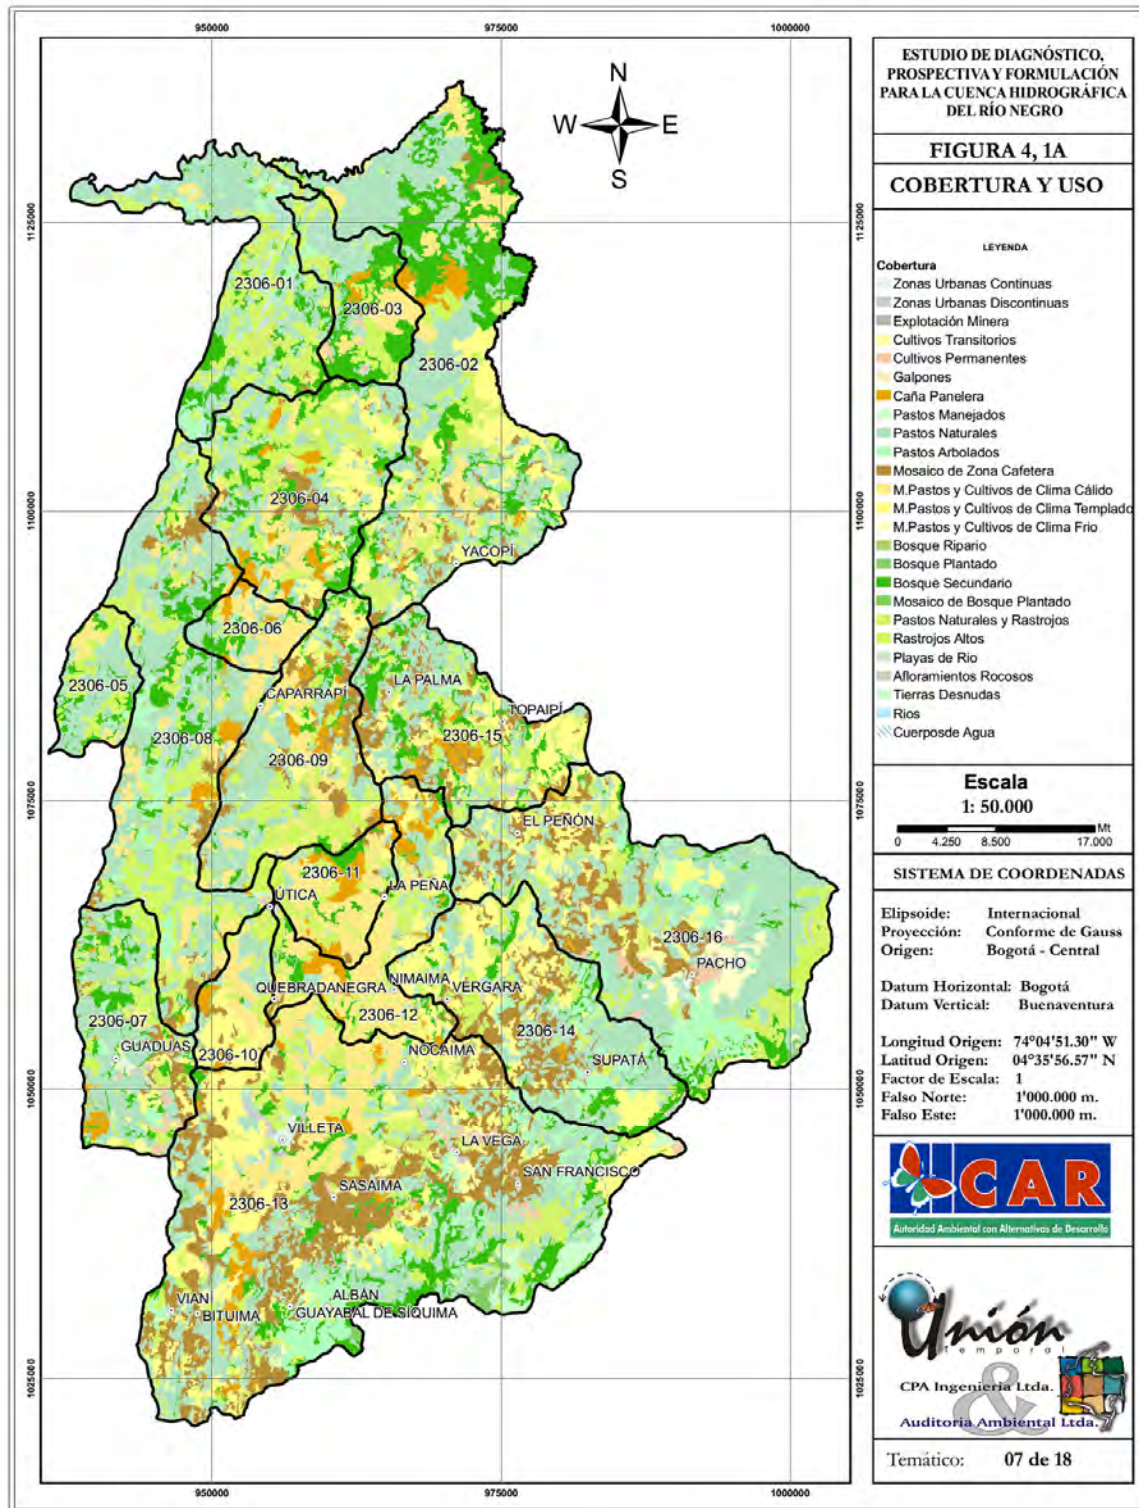 950000
975000
1000000
1125000
1100000
1075000
1050000
1025000
N
W
E
S
2306-01
2306-03
2306-02
2306-04
YACOPÍ
2306-06
2306-05
CAPARRAPÍ
LA PALMA
TOPAIPÍ
2306-08
2306-15
2306-09
EL PEÑÓN
2306-11
LA PEÑA
ÚTICA
2306-16
PACHO
QUEBRADANEGRA
NIMAIMA
VERGARA
2306-12
2306-07
2306-14
GUADUAS
2306-10
NOCAIMA
SUPATÁ
VILLETA
LA VEGA
SAN FRANCISCO
SASAIMA
2306-13
ALBÁN
VIANI
BITUIMA
GUAYABAL DE SÍQUIMA
950000
975000
1000000
1125000
1100000
1075000
1050000
1025000
ESTUDIO DE DIAGNÓSTICO,
PROSPECTIVA Y FORMULACIÓN
PARA LA CUENCA HIDROGRÁFICA
DEL RÍO NEGRO
FIGURA 4, 1A
COBERTURA Y USO
LEYENDA
Cobertura
Zonas Urbanas Continuas
Zonas Urbanas Discontinuas
Explotación Minera
Cultivos Transitorios
Cultivos Permanentes
Galpones
Caña Panelera
Pastos Manejados
Pastos Naturales
Pastos Arbolados
Mosaico de Zona Cafetera
M.Pastos y Cultivos de Clima Cálido
M.Pastos y Cultivos de Clima Templado
M.Pastos y Cultivos de Clima Frio
Bosque Ripario
Bosque Plantado
Bosque Secundario
Mosaico de Bosque Plantado
Pastos Naturales y Rastrojos
Rastrojos Altos
Playas de Rio
Afloramientos Rocosos
Tierras Desnudas
Rios
Cuerposde Agua
Escala
1: 50.000
Mt
0 4.250 8.500 17.000
SISTEMA DE COORDENADAS
Elipsoide: Internacional
Proyección: Conforme de Gauss
Origen: Bogotá - Central
Datum Horizontal: Bogotá
Datum Vertical: Buenaventura
Longitud Origen: 74°04'51.30" W
Latitud Origen: 04°35'56.57" N
Factor de Escala: 1
Falso Norte: 1'000.000 m.
Falso Este: 1'000.000 m.
CAR
Autoridad Ambiental con Alternativas de Desarrollo
Unión
Temporal
CPA Ingeniería Ltda.
&
Auditoria Ambiental Ltda.
Temático: 07 de 18